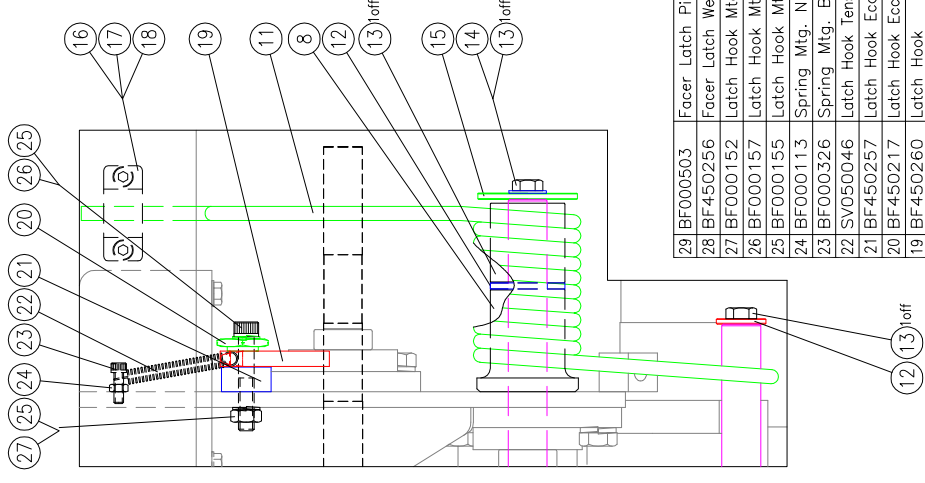 16
17
18
19
11
8
12
13 1off
15
14
13 1off
25
26
20
21
22
23
24
25
27
12 13 1off
29 BF000503 Facer Latch Pi
28 BF450256 Facer Latch We
27 BF000152 Latch Hook Mt
26 BF000157 Latch Hook Mt
25 BF000155 Latch Hook Mt
24 BF000113 Spring Mtg. N
23 BF000326 Spring Mtg. B
22 SV050046 Latch Hook Tens
21 BF450257 Latch Hook Ecc
20 BF450217 Latch Hook Ecc
19 BF450260 Latch Hook